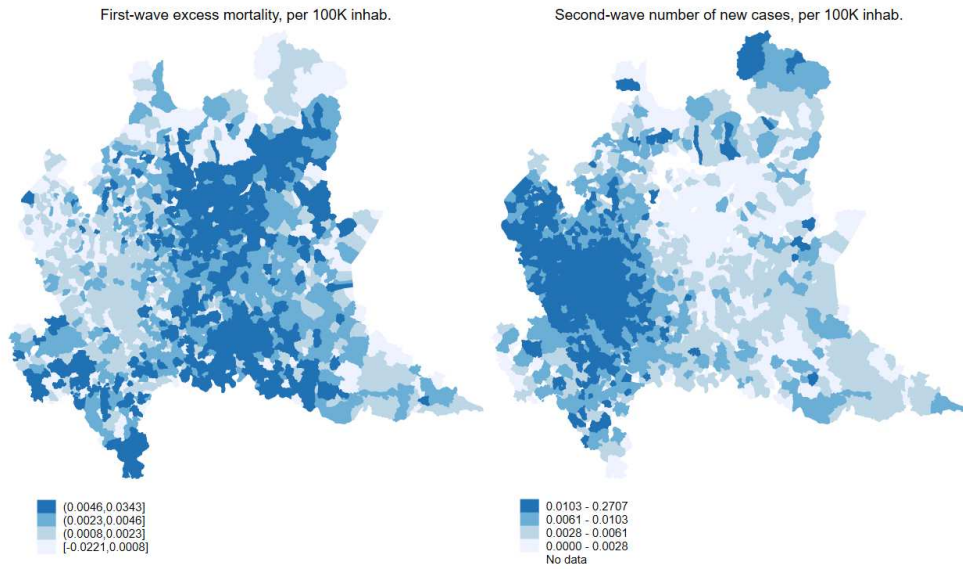 First-wave excess mortality, per 100K inhab.
Second-wave number of new cases, per 100K inhab.
(0.0046,0.0343]
(0.0023,0.0046]
(0.0008,0.0023]
[-0.0221,0.0008]
0.0103 - 0.2707
0.0061 - 0.0103
0.0028 - 0.0061
0.0000 - 0.0028
No data